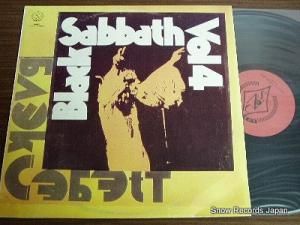 Black
Sabbath
Vol 4
БЛЭК
СЭБЭТТ
Snow Records Japan